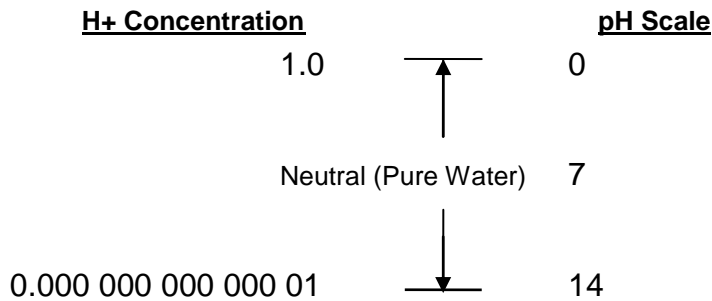 H+ Concentration pH Scale
1.0 0
Neutral (Pure Water) 7
0.000 000 000 000 01 14